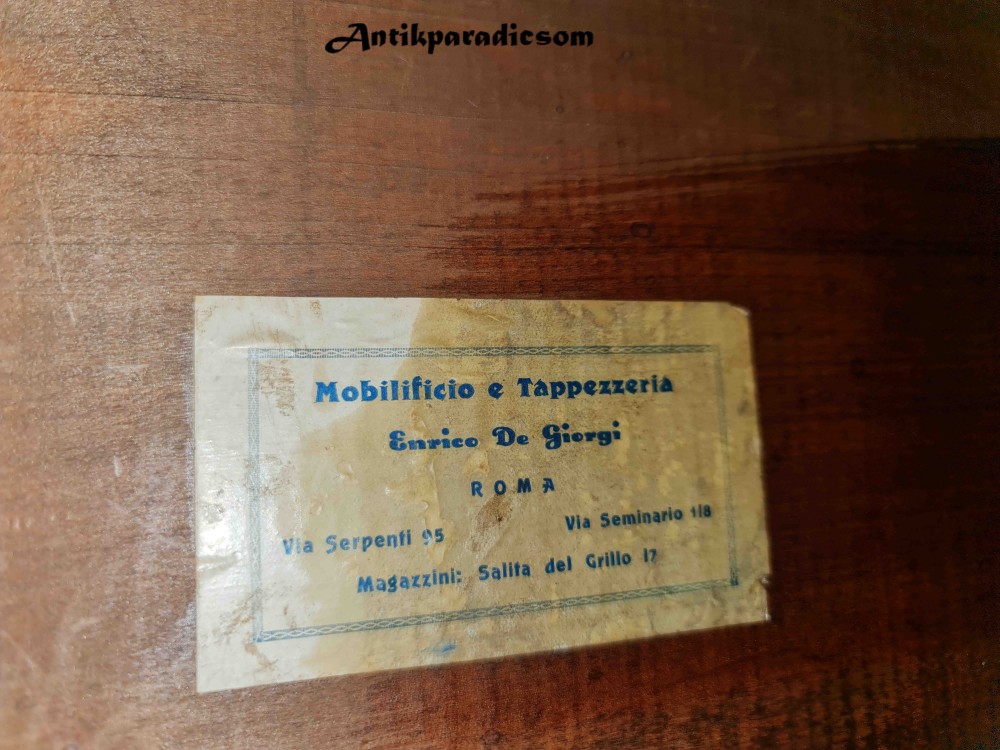 Antikparadicsom
Mobilificio e Tappezzeria
Enrico De Giorgi
ROMA
Via Serpenti 95 Via Seminario 118
Magazzini: Salita del Grillo 17